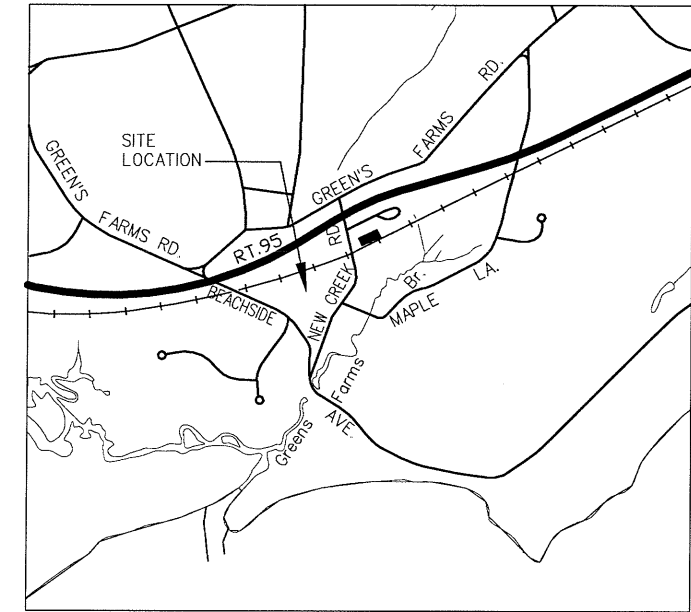 SITE
LOCATION
GREEN'S
FARMS RD.
GREEN'S
FARMS
RD.
RT.95
BEACHSIDE
AVE.
NEW CREEK
RD.
MAPLE LA.
Greens
Farms
Br.